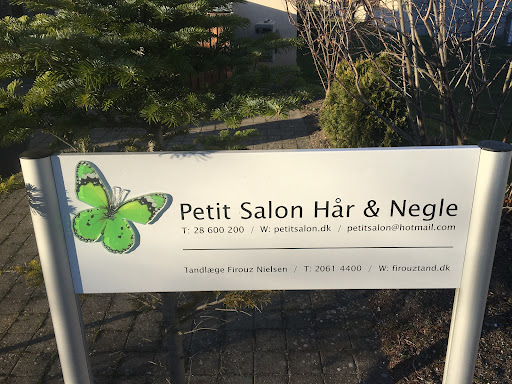 Petit Salon Hår & Negle
T: 28 600 200 / W: petitsalon.dk / petitsalon@hotmail.com
Tandlæge Firouz Nielsen / T: 2061 4400 / W: firouztand.dk